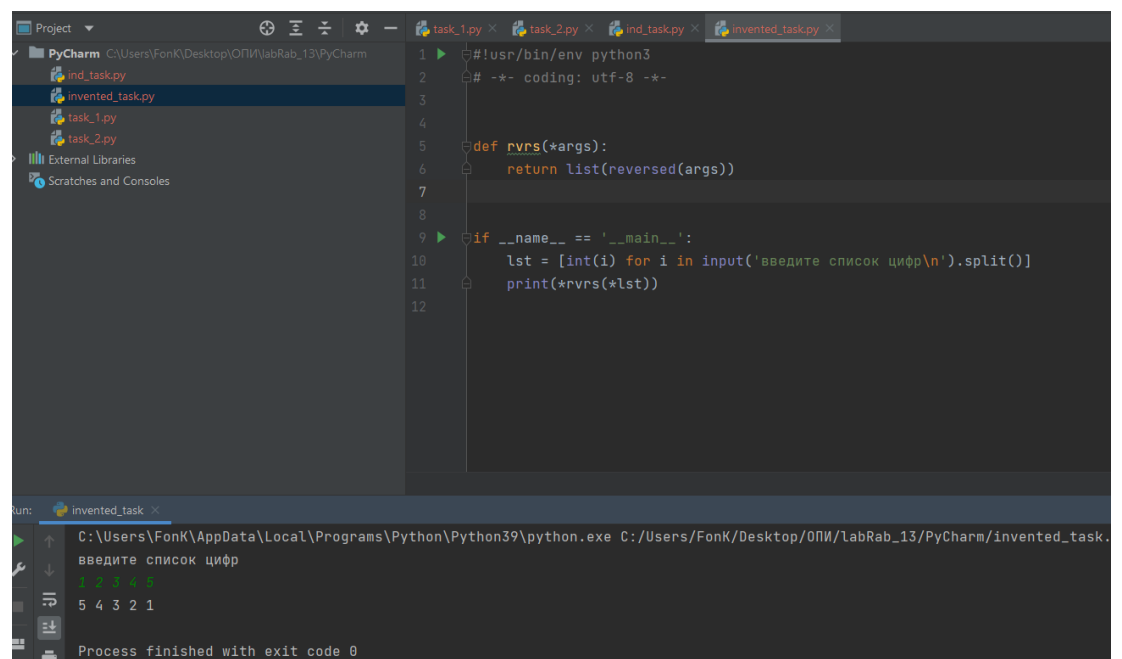 Project
PyCharm C:\Users\FonK\Desktop\ОПИ\labRab_13\PyCharm
ind_task.py
invented_task.py
task_1.py
task_2.py
External Libraries
Scratches and Consoles
task_1.py task_2.py ind_task.py invented_task.py
1 #!usr/bin/env python3
2 # -*- coding: utf-8 -*-
3
4
5 def rvrs(*args):
6 return list(reversed(args))
7
8
9 if __name__ == '__main__':
10 lst = [int(i) for i in input('введите список цифр\n').split()]
11 print(*rvrs(*lst))
12
Run: invented_task
C:\Users\FonK\AppData\Local\Programs\Python\Python39\python.exe C:/Users/FonK/Desktop/ОПИ/labRab_13/PyCharm/invented_task.
введите список цифр
1 2 3 4 5
5 4 3 2 1
Process finished with exit code 0